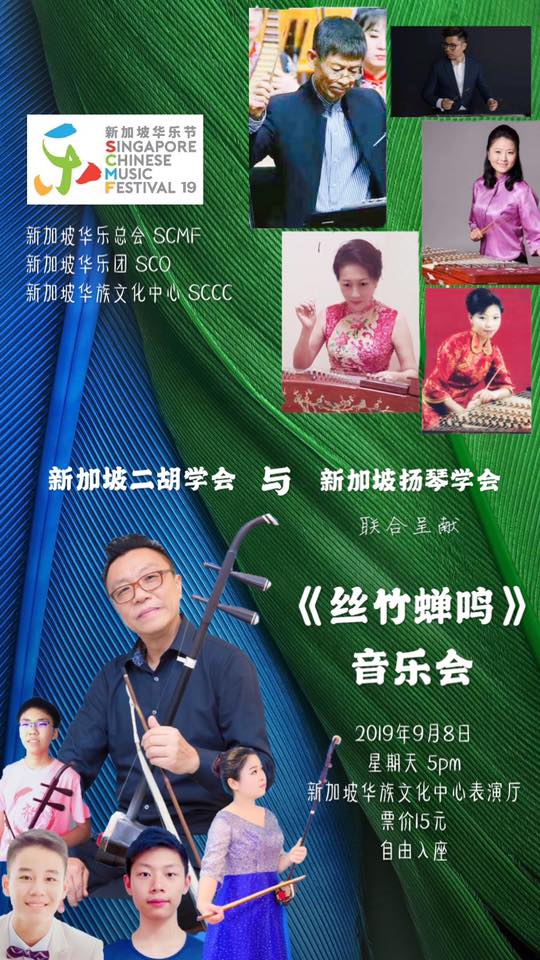 新加坡华乐节
SINGAPORE
CHINESE
MUSIC
FESTIVAL 19
新加坡华乐总会 SCMF
新加坡华乐团 SCO
新加坡华族文化中心 SCCC
新加坡二胡学会 与 新加坡扬琴学会
联合呈献
《丝竹蝉鸣》
音乐会
2019年9月8日
星期天 5pm
新加坡华族文化中心表演厅
票价15元
自由入座